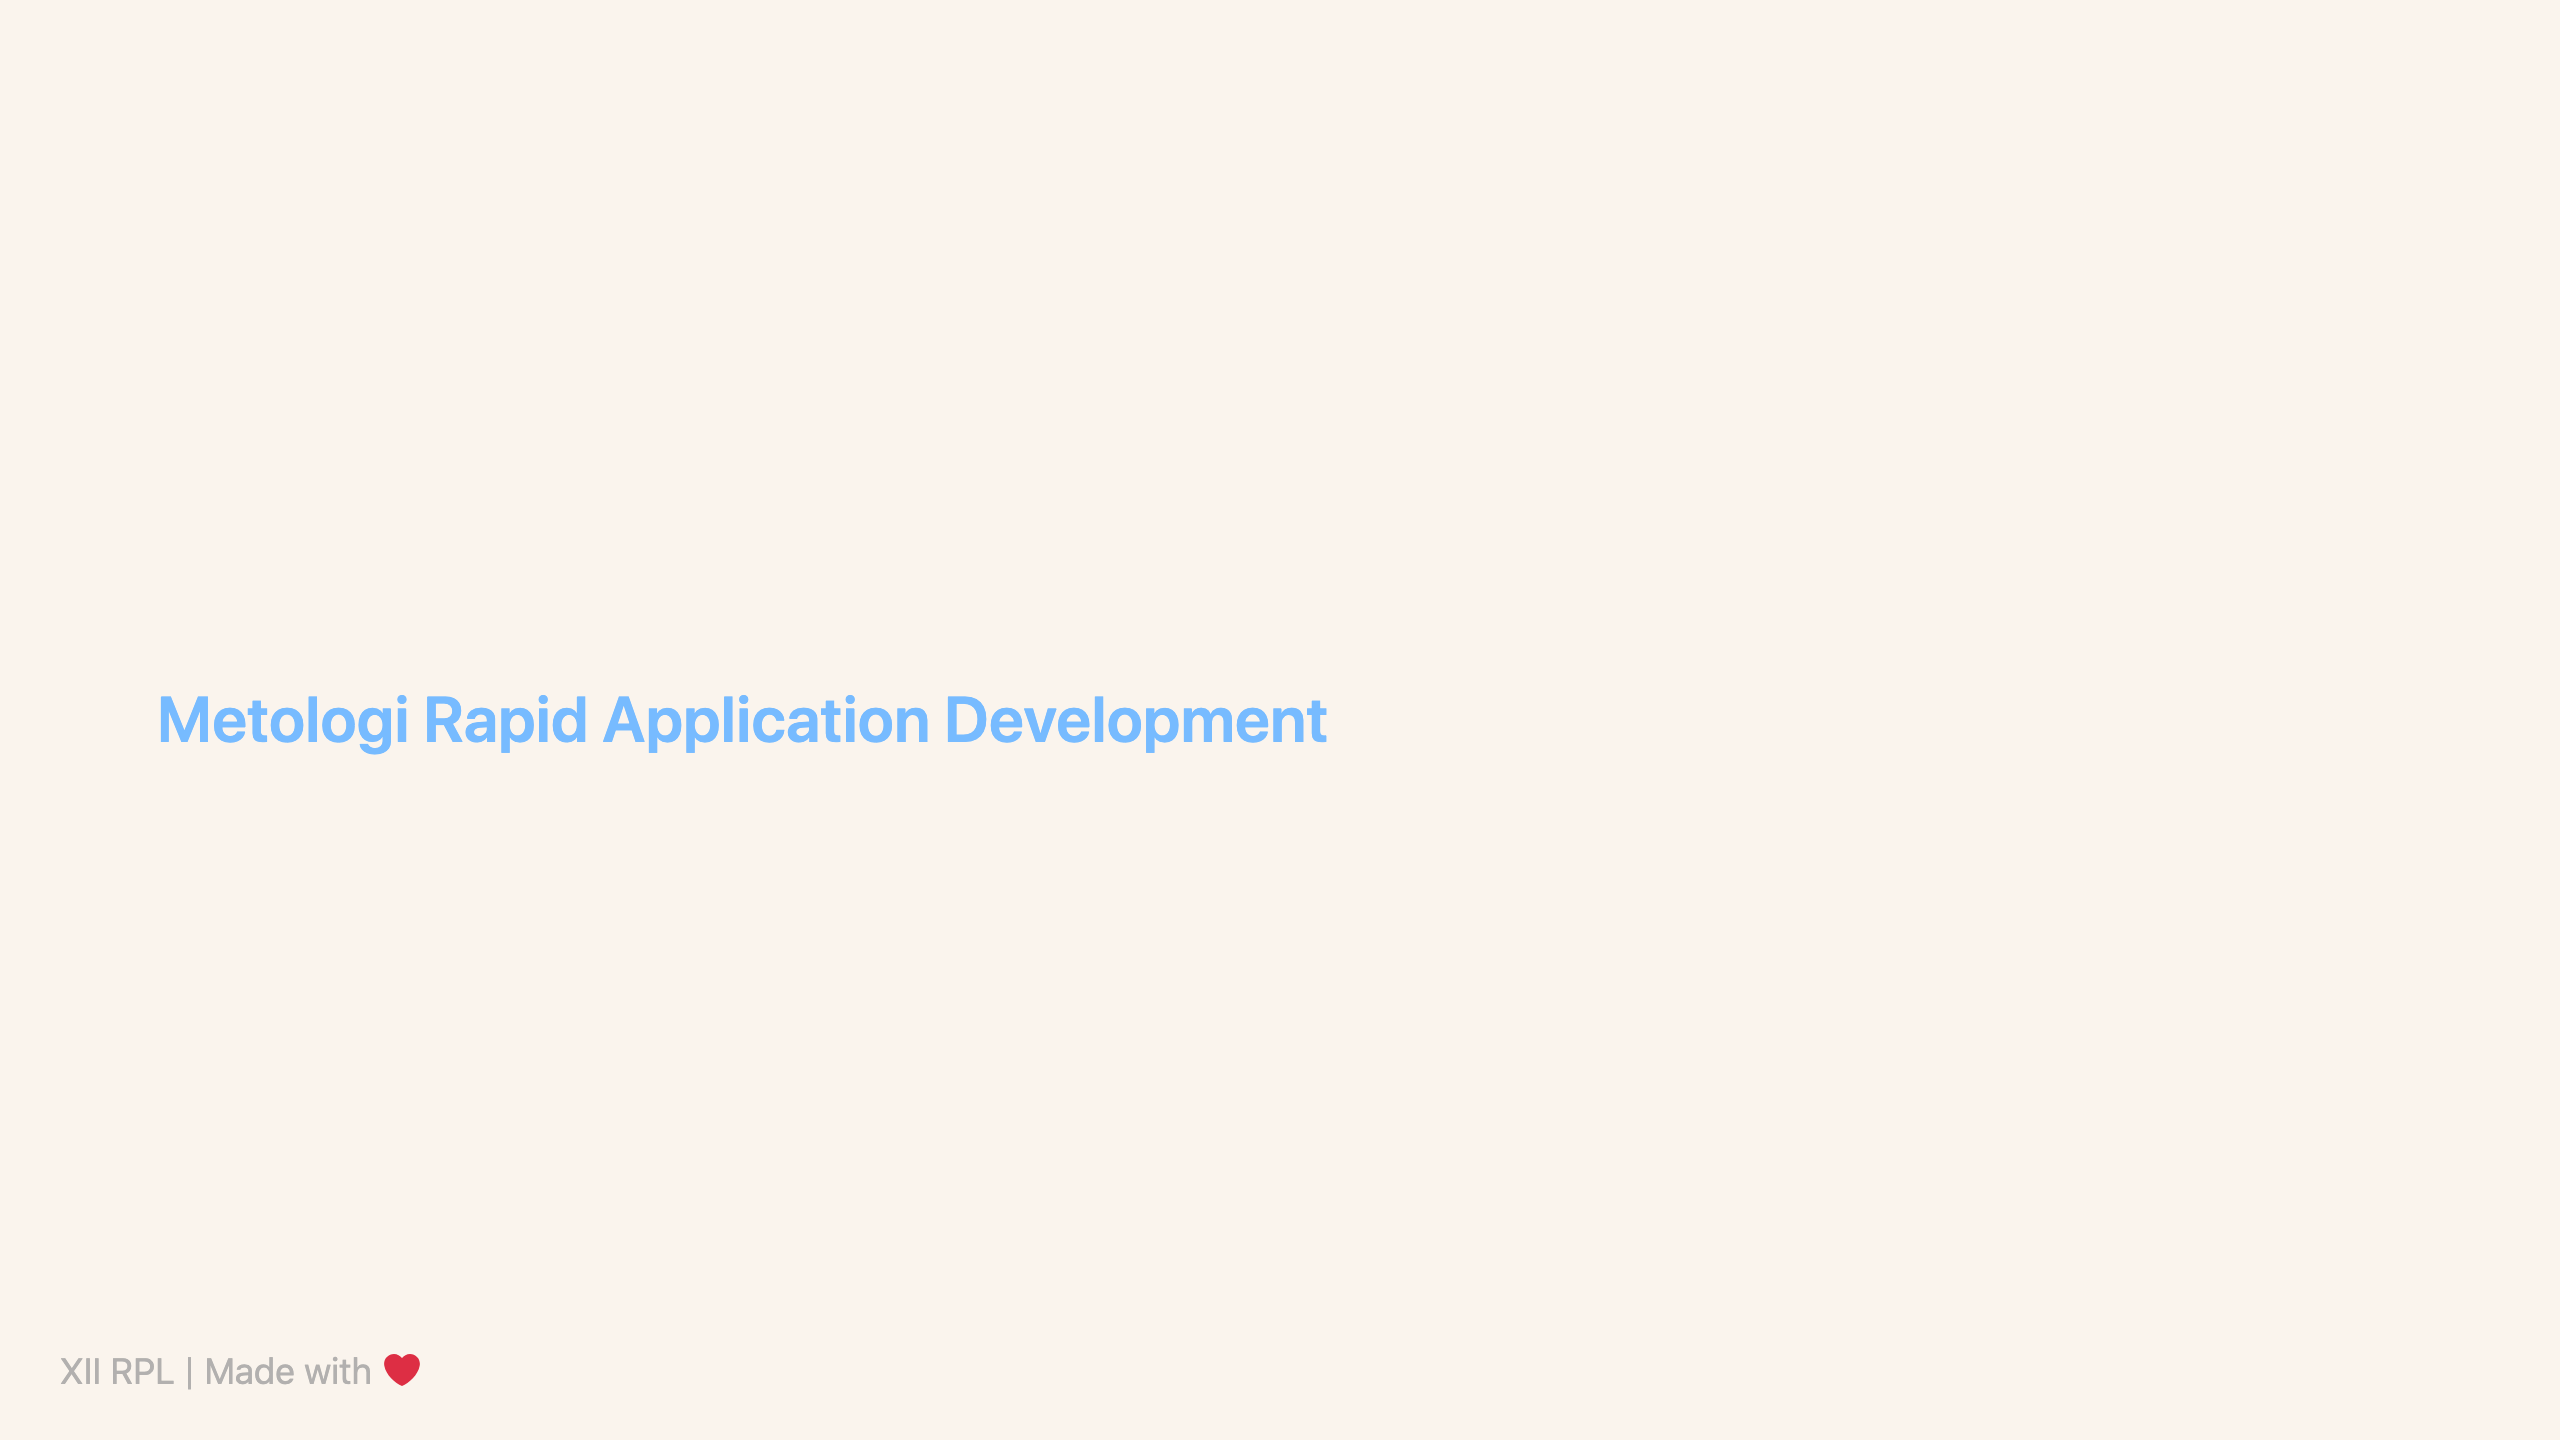 Metologi Rapid Application Development
XII RPL | Made with ❤️